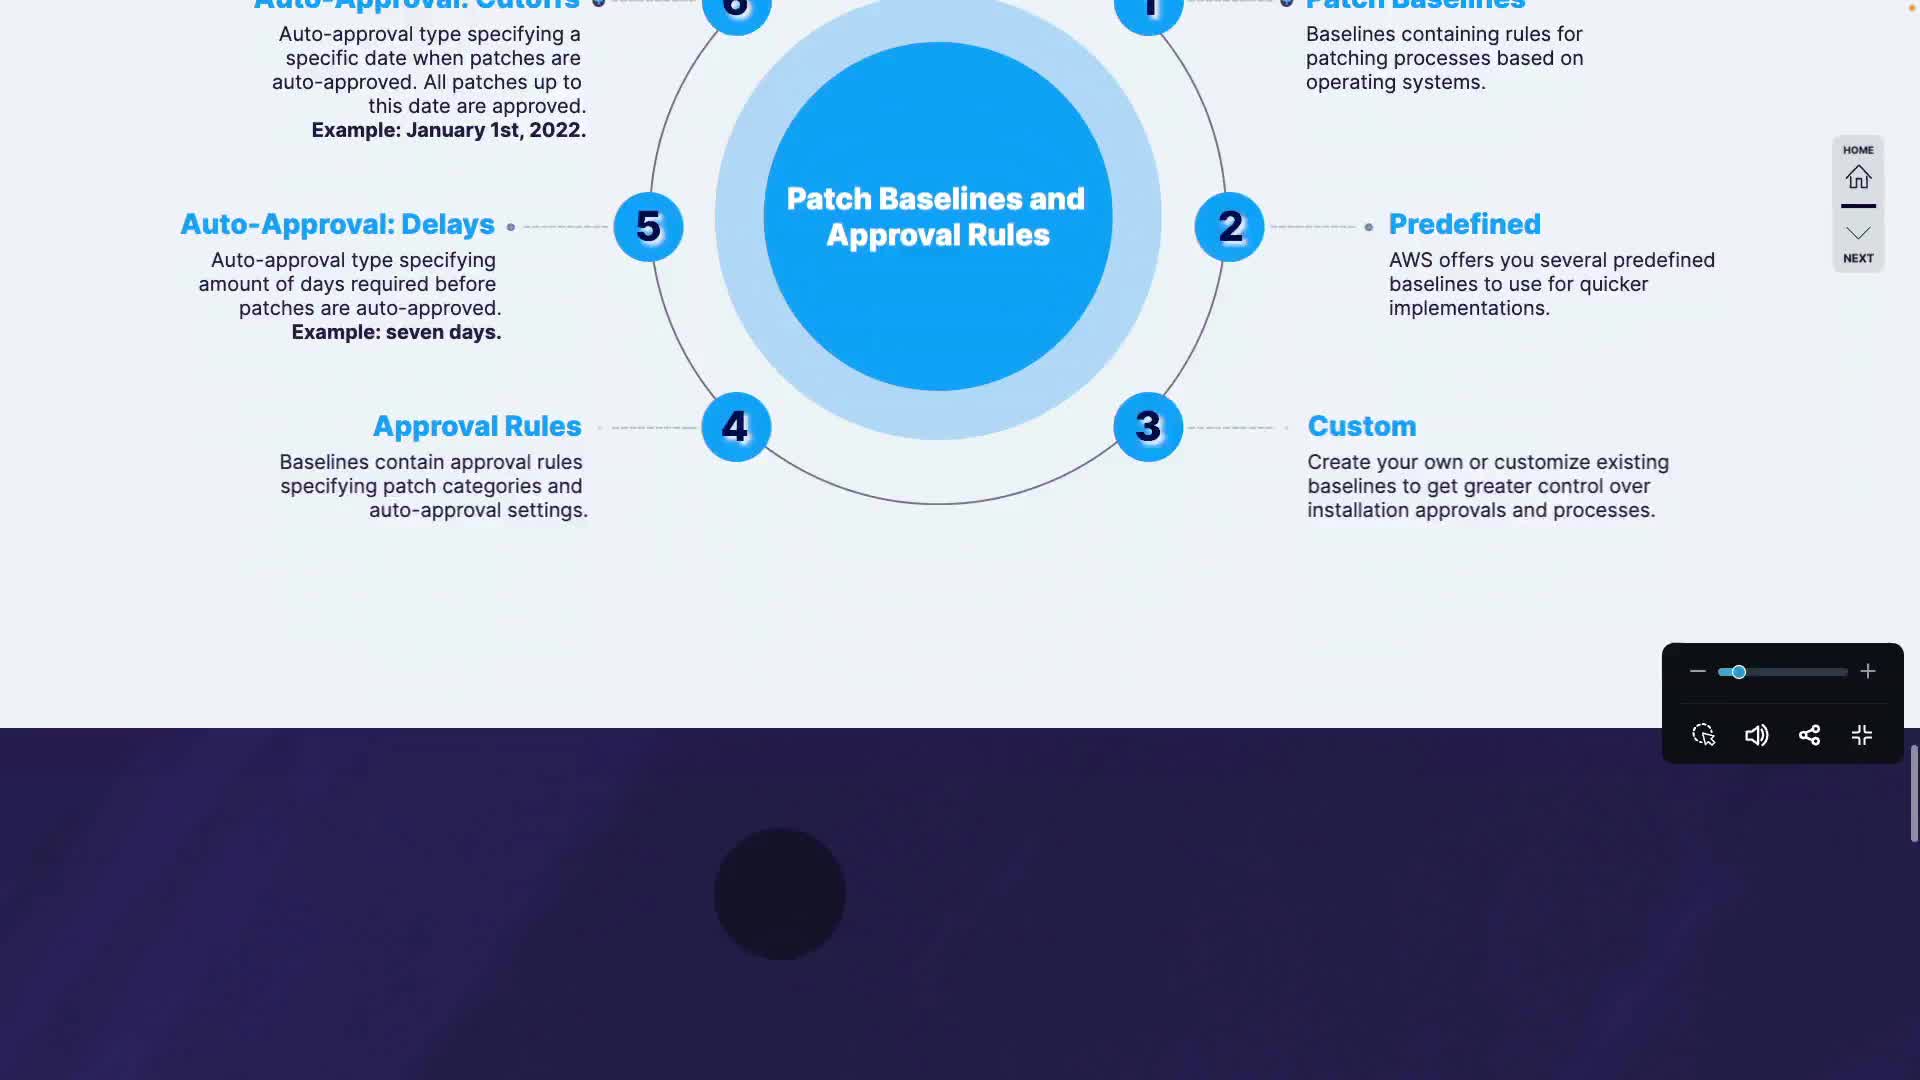 Auto-Approval: Cutoffs
6
Auto-approval type specifying a
specific date when patches are
auto-approved. All patches up to
this date are approved.
Example: January 1st, 2022.
1
Patch Baselines
Baselines containing rules for
patching processes based on
operating systems.
HOME
NEXT
Patch Baselines and
Approval Rules
Auto-Approval: Delays
5
Auto-approval type specifying
amount of days required before
patches are auto-approved.
Example: seven days.
2
Predefined
AWS offers you several predefined
baselines to use for quicker
implementations.
Approval Rules
4
Baselines contain approval rules
specifying patch categories and
auto-approval settings.
3
Custom
Create your own or customize existing
baselines to get greater control over
installation approvals and processes.